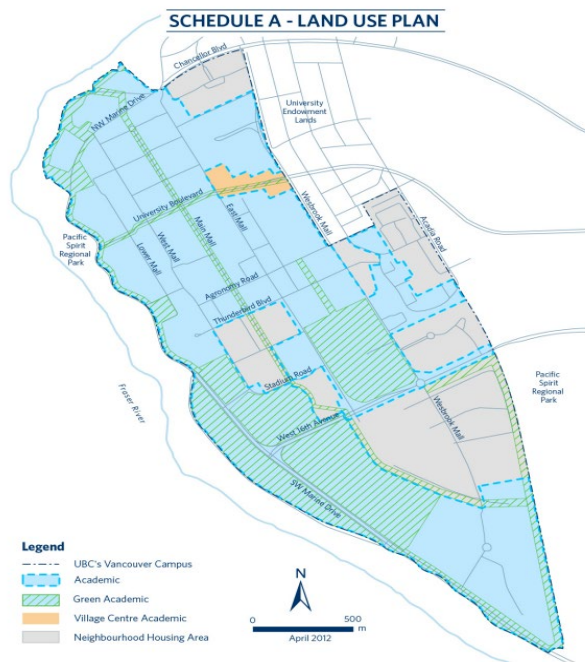 SCHEDULE A - LAND USE PLAN
Chancellor Blvd
NW Marine Drive
University
Endowment
Lands
University Boulevard
Wesbrook Mall
East Mall
Main Mall
West Mall
Lower Mall
Acadia Road
Pacific
Spirit
Regional
Park
Agronomy Road
Thunderbird Blvd
Stadium Road
Pacific
Spirit
Regional
Park
Fraser River
West 16th Avenue
Wesbrook Mall
SW Marine Drive
Legend
UBC's Vancouver Campus
Academic
Green Academic
Village Centre Academic
Neighbourhood Housing Area
N
0 500
m
April 2012